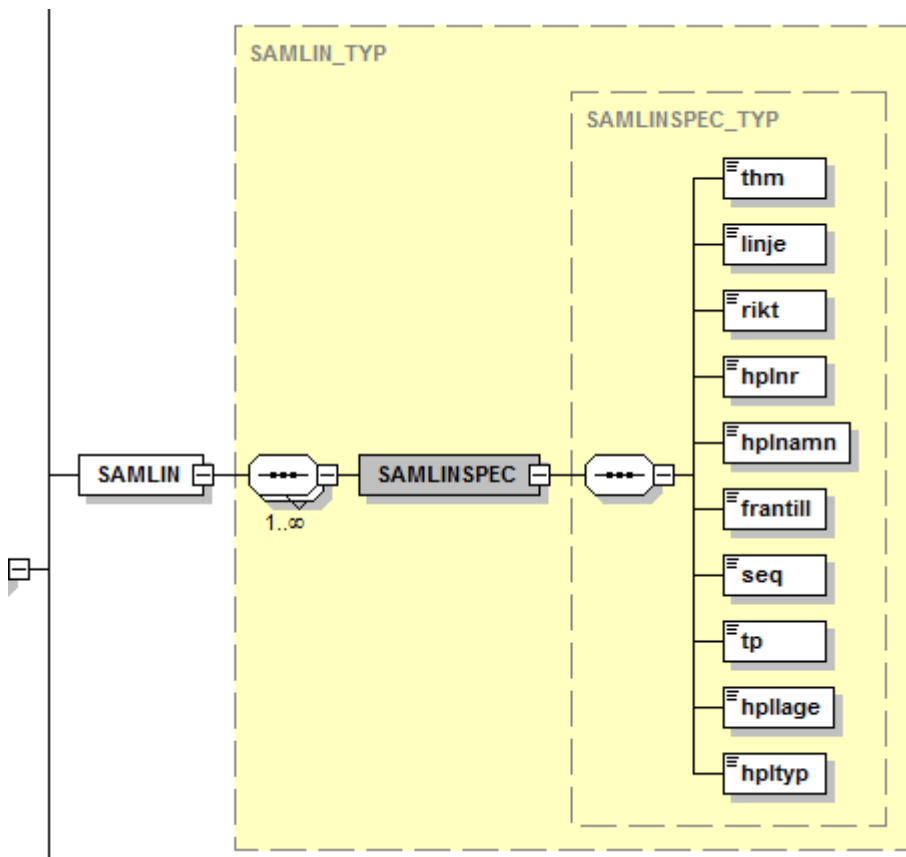 SAMLIN_TYP
SAMLINSPEC_TYP
thm
linje
rikt
hplnr
hplnamn
SAMLIN
SAMLINSPEC
1..∞
frantill
seq
tp
hpllage
hpltyp